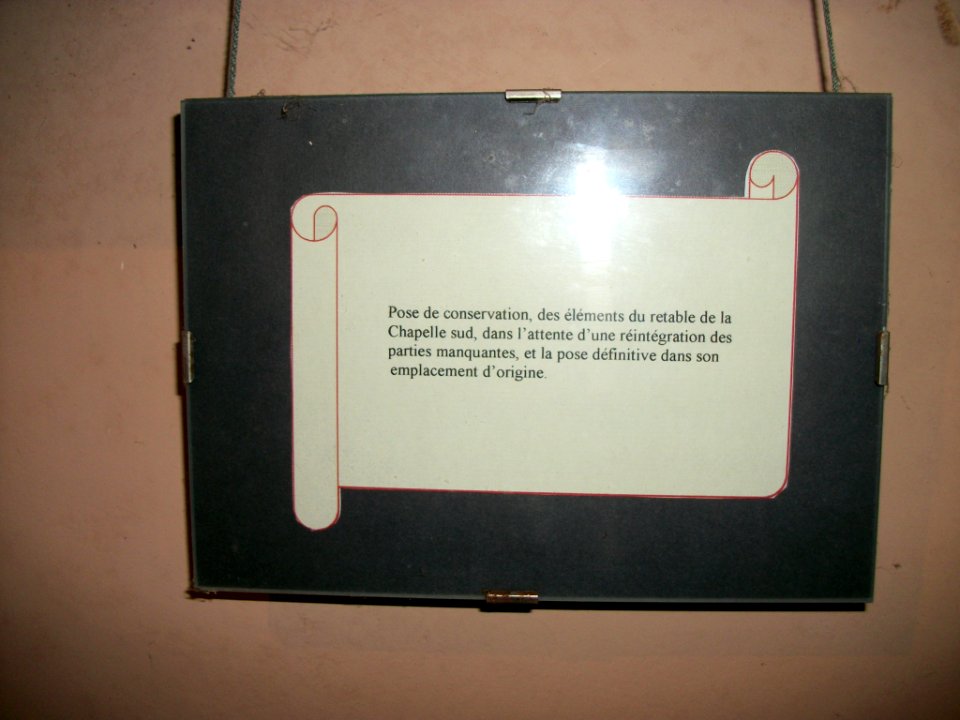 Pose de conservation, des éléments du retable de la
Chapelle sud, dans l'attente d'une réintégration des
parties manquantes, et la pose définitive dans son
emplacement d'origine.